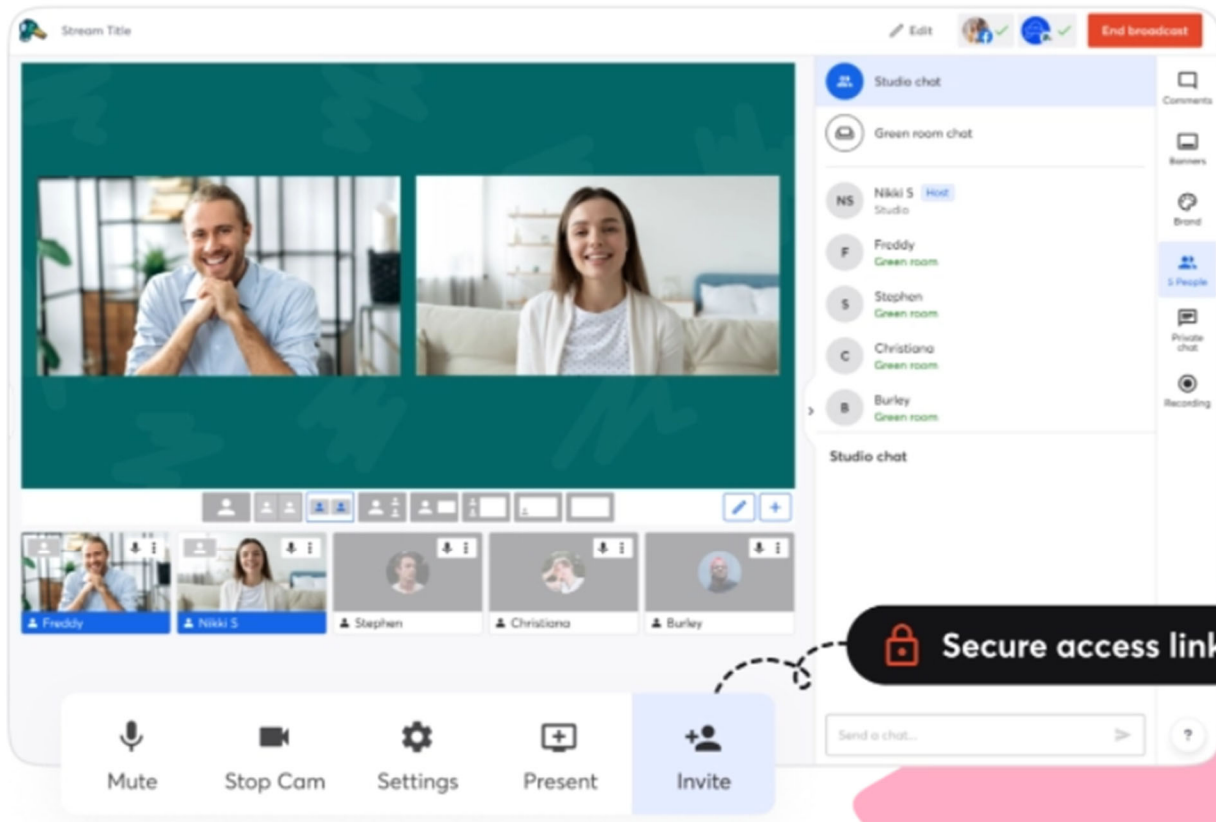 Stream Title
Edit
End broadcast
Studio chat
Green room chat
NS
Nikki S
Host
Studio
F
Freddy
Green room
S
Stephen
Green room
C
Christiana
Green room
B
Burley
Green room
Studio chat
Comments
Banners
Brand
5 People
Private
chat
Recording
Freddy
Nikki S
Stephen
Christiana
Burley
Secure access link
Send a chat...
?
Mute
Stop Cam
Settings
Present
Invite